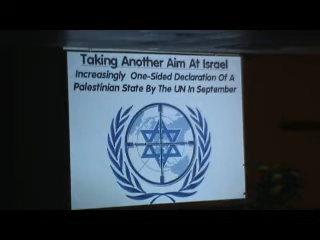 Taking Another Aim At Israel
Increasingly One-Sided Declaration Of A
Palestinian State By The UN In September